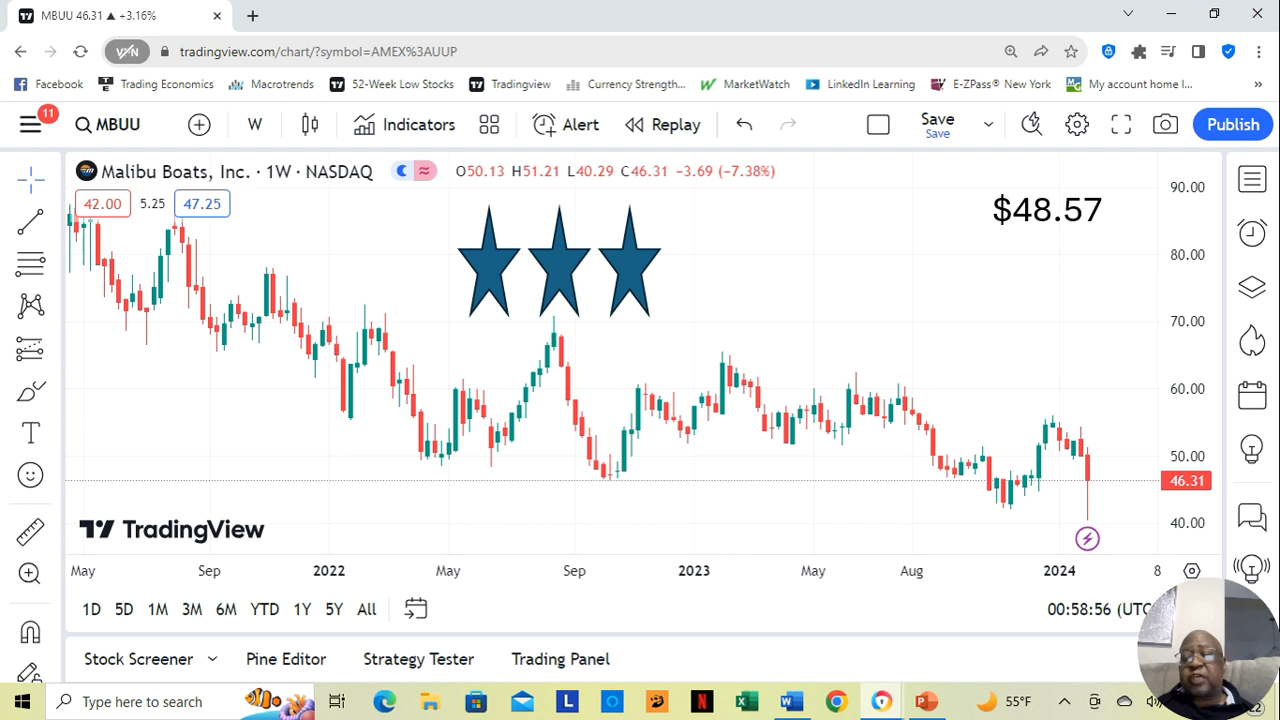 MBUU 46.31 ▲ +3.16%
VPN tradingview.com/chart/?symbol=AMEX%3AUUP
Facebook Trading Economics Macrotrends 52-Week Low Stocks Tradingview Currency Strength... MarketWatch LinkedIn Learning E-ZPass® New York My account home l... »
11 MBUU W Indicators Alert Replay Save Save Publish
Malibu Boats, Inc. · 1W · NASDAQ O50.13 H51.21 L40.29 C46.31 −3.69 (−7.38%)
42.00 5.25 47.25
$48.57
90.00
80.00
70.00
60.00
50.00
46.31
40.00
TradingView
May Sep 2022 May Sep 2023 May Aug 2024 8
1D 5D 1M 3M 6M YTD 1Y 5Y All 00:58:56 (UTC
Stock Screener Pine Editor Strategy Tester Trading Panel
Type here to search 55°F